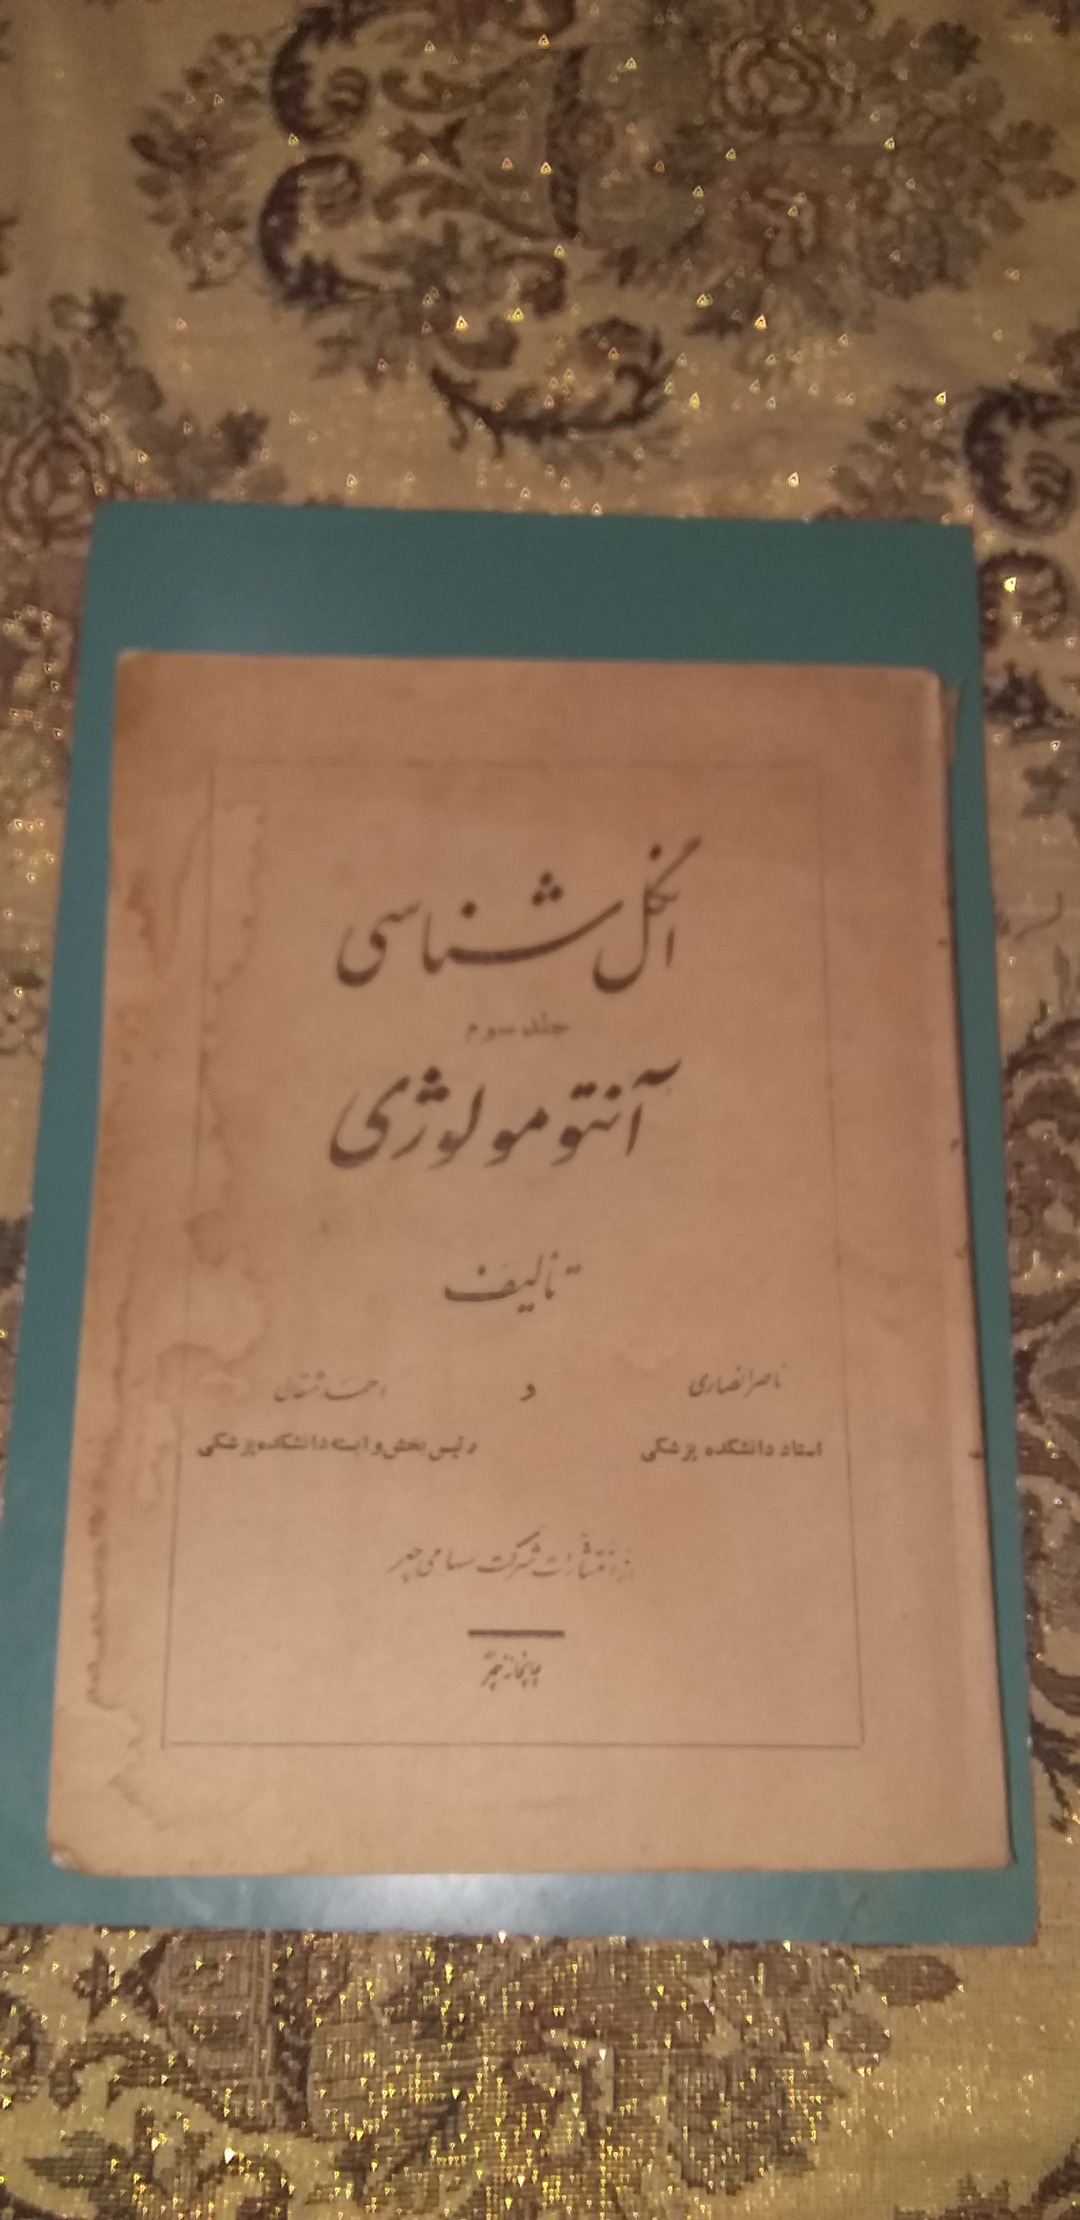 انگل شناسی
جلد سوم
آنتومولوژی
تألیف
ناصر انصاری و احمد شمقال
استاد دانشکده پزشکی رئیس بخش وابسته دانشکده پزشکی
از انتشارات شرکت سهامی چهر
چاپخانه چهر